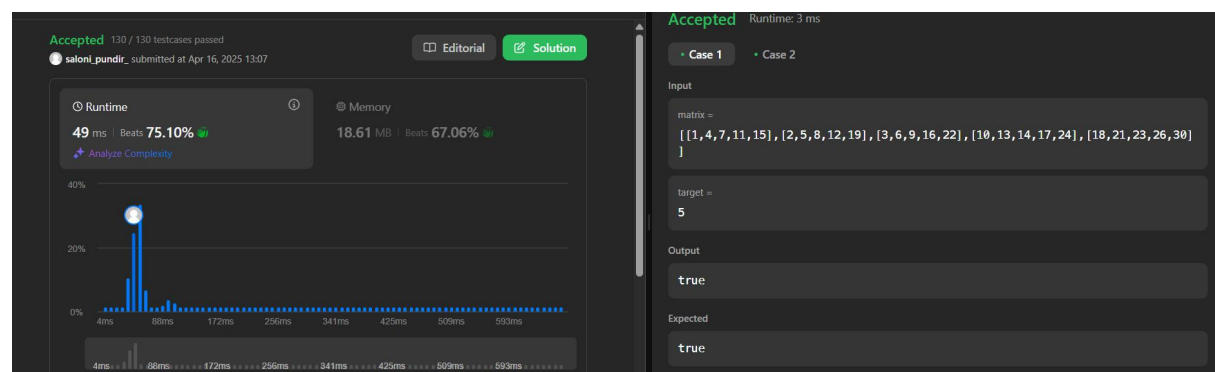 Accepted 130 / 130 testcases passed
saloni_pundir_ submitted at Apr 16, 2025 13:07
Editorial
Solution
Runtime
49 ms | Beats 75.10%
Analyze Complexity
Memory
18.61 MB | Beats 67.06%
40%
20%
0%
4ms 88ms 172ms 256ms 341ms 425ms 509ms 593ms
4ms 88ms 172ms 256ms 341ms 425ms 509ms 593ms
Accepted Runtime: 3 ms
• Case 1 • Case 2
Input
matrix =
[[1,4,7,11,15],[2,5,8,12,19],[3,6,9,16,22],[10,13,14,17,24],[18,21,23,26,30]
]
target =
5
Output
true
Expected
true